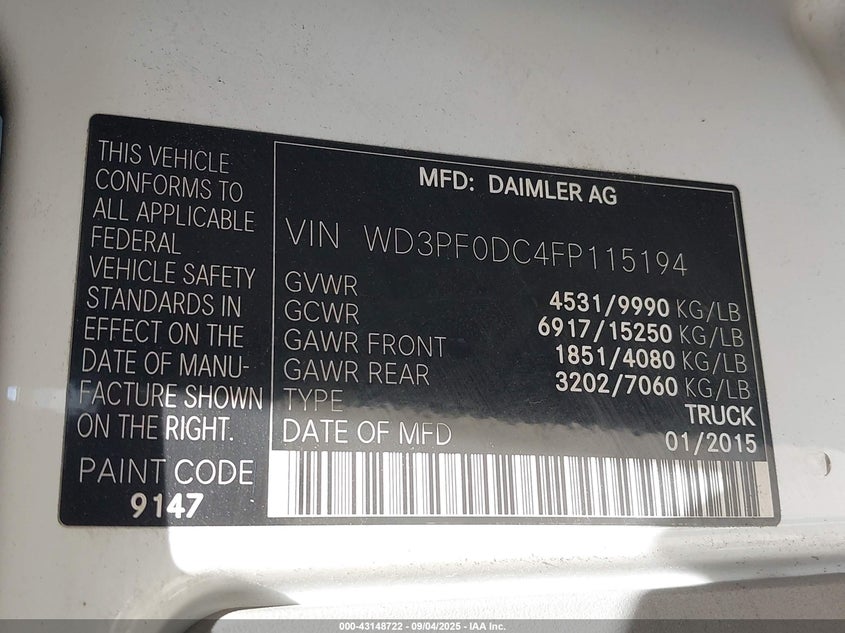 THIS VEHICLE
CONFORMS TO
ALL APPLICABLE
FEDERAL
VEHICLE SAFETY
STANDARDS IN
EFFECT ON THE
DATE OF MANU-
FACTURE SHOWN
ON THE RIGHT.
PAINT CODE
9147
MFD: DAIMLER AG
VIN WD3PF0DC4FP115194
GVWR 4531/9990 KG/LB
GCWR 6917/15250 KG/LB
GAWR FRONT 1851/4080 KG/LB
GAWR REAR 3202/7060 KG/LB
TYPE TRUCK
DATE OF MFD 01/2015
000-43148722 - 09/04/2025 - IAA Inc.